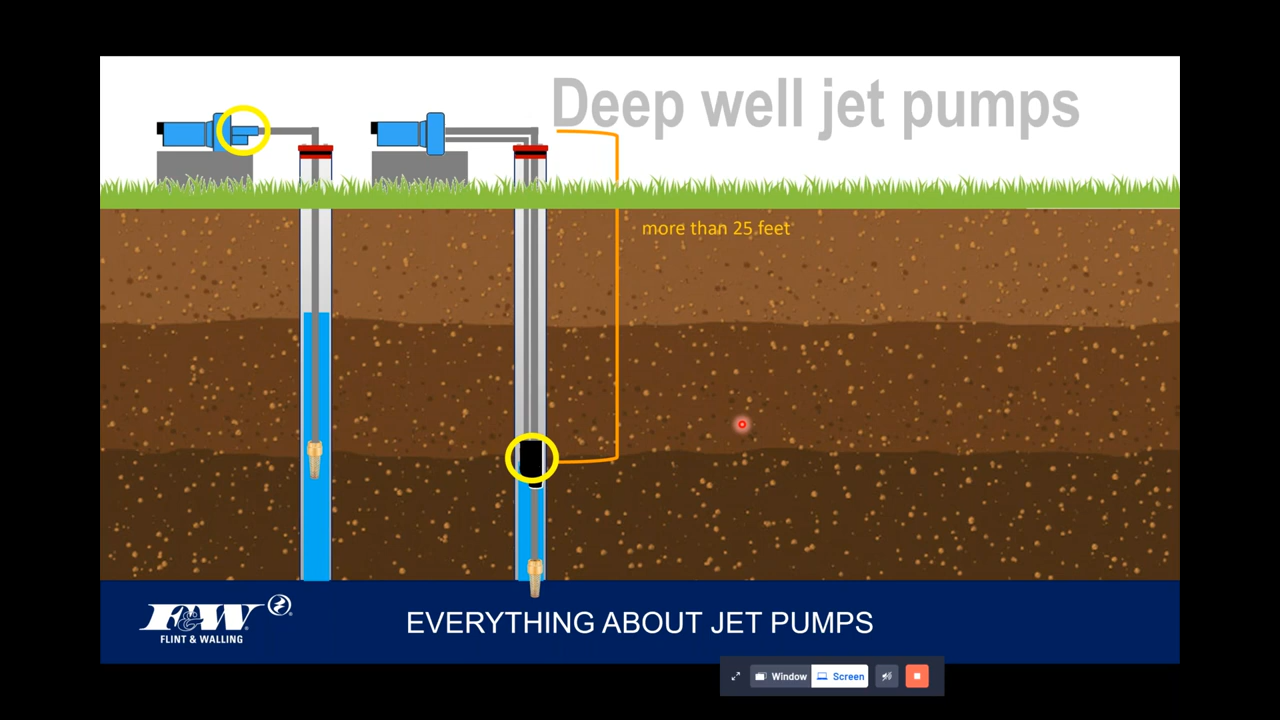 Deep well jet pumps
more than 25 feet
F&W
FLINT & WALLING
EVERYTHING ABOUT JET PUMPS
Window
Screen